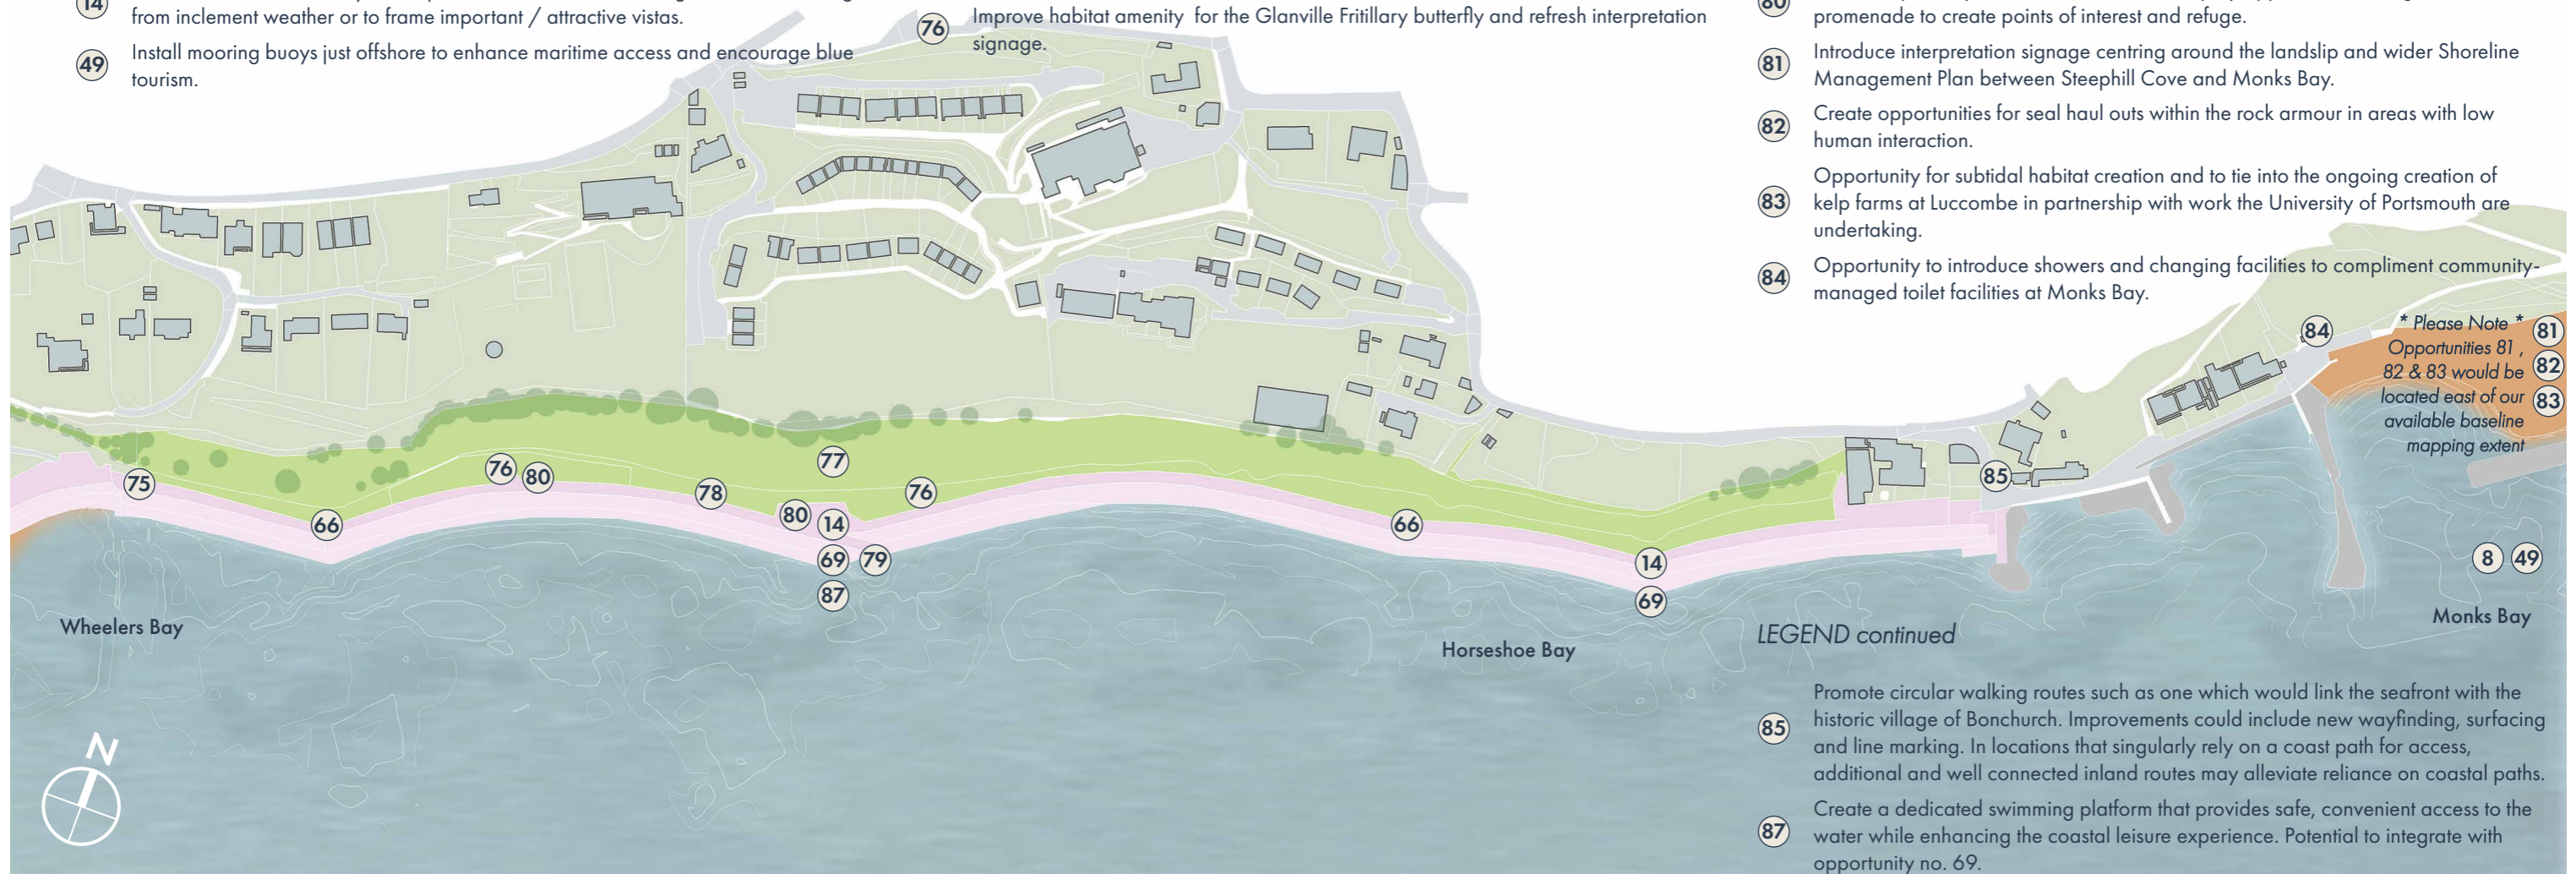 14
from inclement weather or to frame important / attractive vistas.
49
Install mooring buoys just offshore to enhance maritime access and encourage blue
tourism.
76
Improve habitat amenity for the Glanville Fritillary butterfly and refresh interpretation
signage.
80
promenade to create points of interest and refuge.
81
Introduce interpretation signage centring around the landslip and wider Shoreline
Management Plan between Steephill Cove and Monks Bay.
82
Create opportunities for seal haul outs within the rock armour in areas with low
human interaction.
83
Opportunity for subtidal habitat creation and to tie into the ongoing creation of
kelp farms at Luccombe in partnership with work the University of Portsmouth are
undertaking.
84
Opportunity to introduce showers and changing facilities to compliment community-
managed toilet facilities at Monks Bay.
84
* Please Note *
Opportunities 81 ,
82 & 83 would be
located east of our
available baseline
mapping extent
81
82
83
75
66
76
80
78
77
80
14
76
69
79
87
66
14
69
85
8
49
Wheelers Bay
Horseshoe Bay
Monks Bay
N
LEGEND continued
85
Promote circular walking routes such as one which would link the seafront with the
historic village of Bonchurch. Improvements could include new wayfinding, surfacing
and line marking. In locations that singularly rely on a coast path for access,
additional and well connected inland routes may alleviate reliance on coastal paths.
87
Create a dedicated swimming platform that provides safe, convenient access to the
water while enhancing the coastal leisure experience. Potential to integrate with
opportunity no. 69.